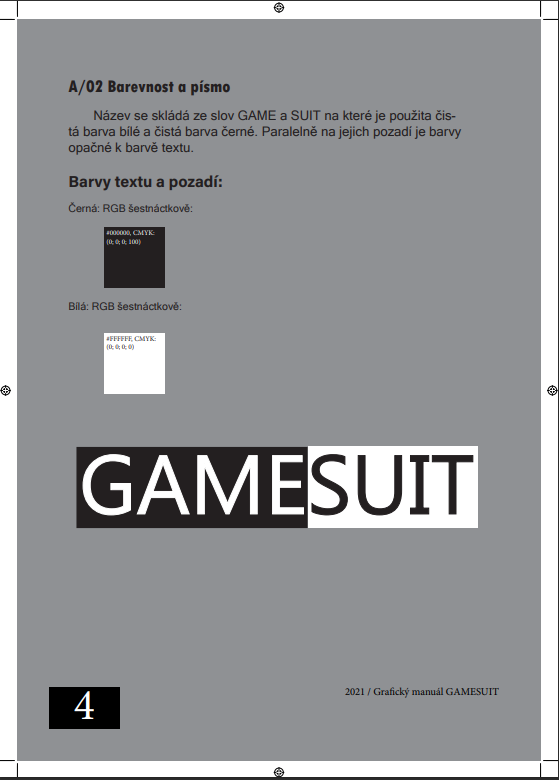 A/02 Barevnost a písmo
Název se skládá ze slov GAME a SUIT na které je použita čis-
tá barva bílé a čistá barva černé. Paralelně na jejich pozadí je barvy
opačné k barvě textu.
Barvy textu a pozadí:
Černá: RGB šestnáctkově:
#000000, CMYK:
(0; 0; 0; 100)
Bílá: RGB šestnáctkově:
#FFFFFF, CMYK:
(0; 0; 0; 0)
GAMESUIT
4
2021 / Grafický manuál GAMESUIT